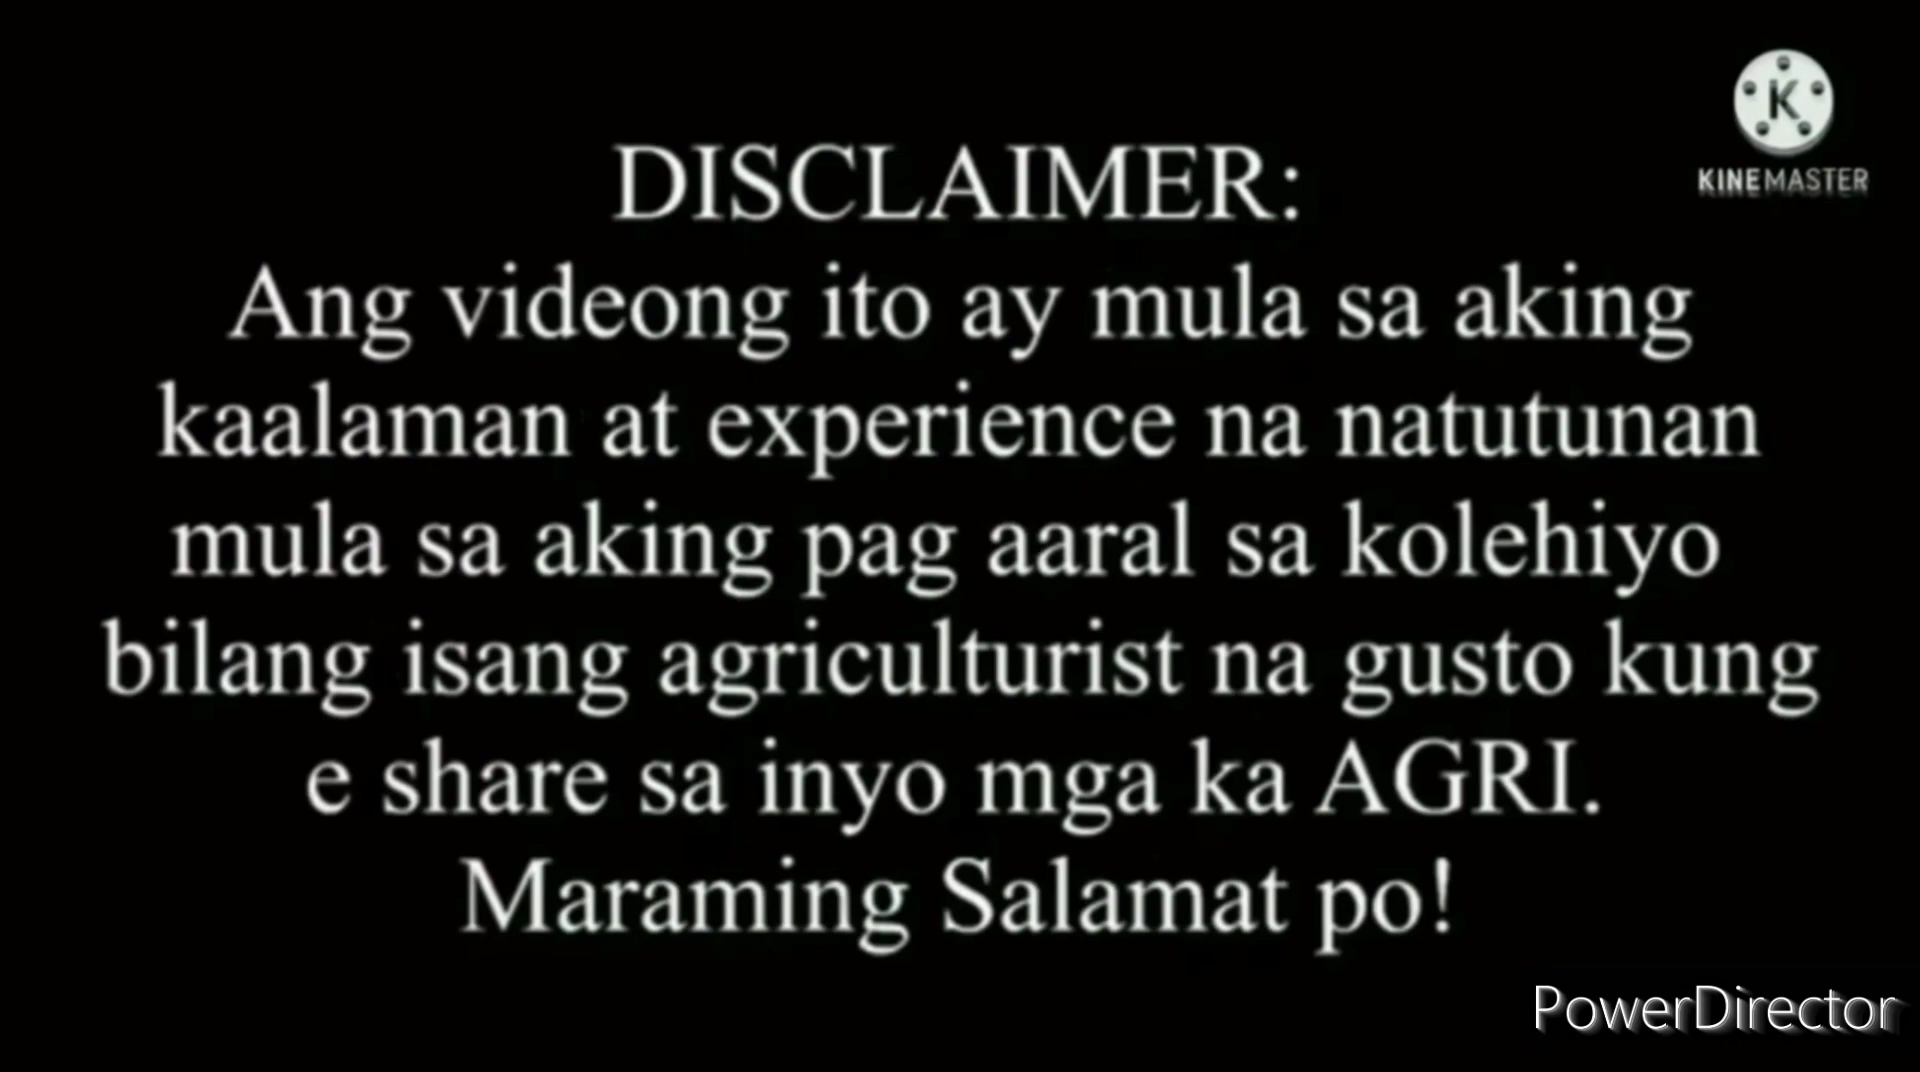 KINEMASTER
DISCLAIMER:
Ang videong ito ay mula sa aking
kaalaman at experience na natutunan
mula sa aking pag aaral sa kolehiyo
bilang isang agriculturist na gusto kung
e share sa inyo mga ka AGRI.
Maraming Salamat po!
PowerDirector